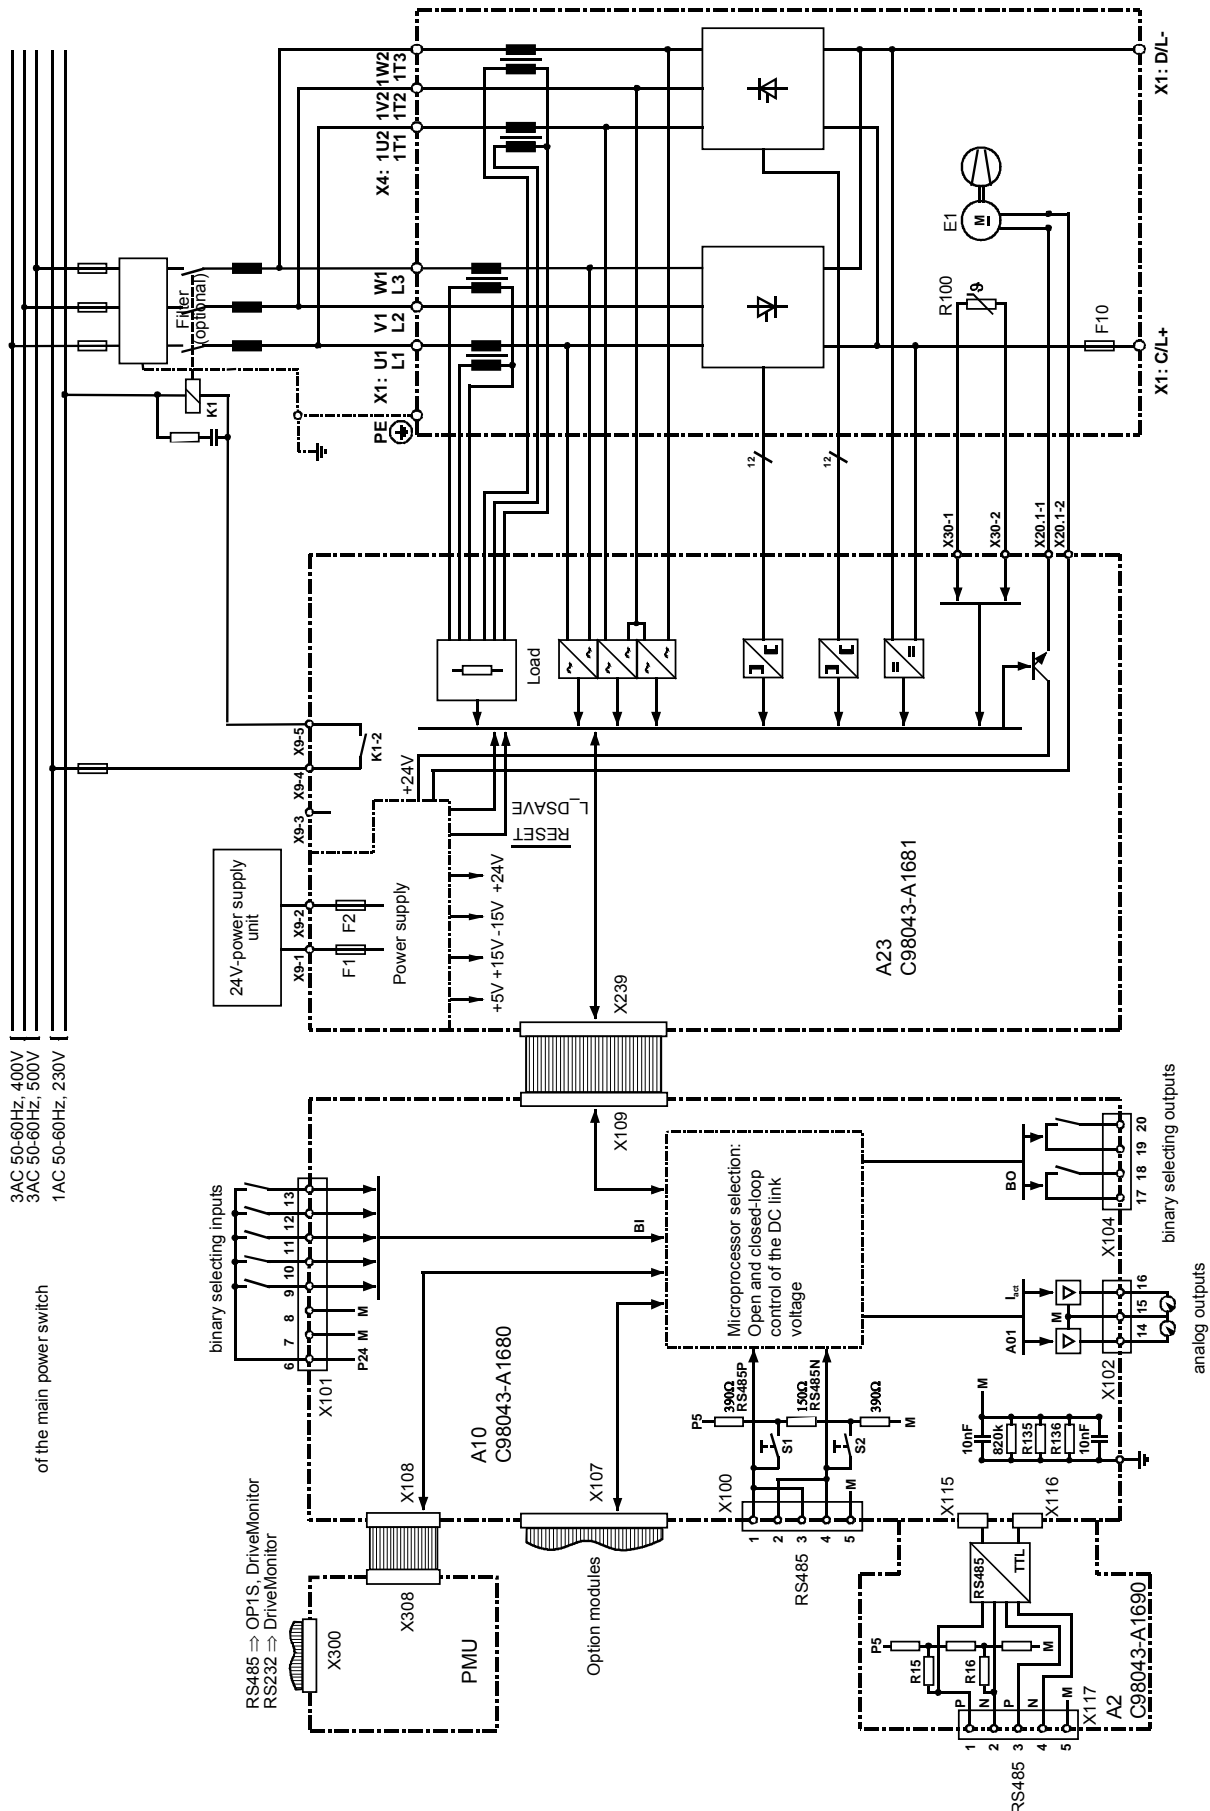 3AC 50-60Hz, 400V
3AC 50-60Hz, 500V
1AC 50-60Hz, 230V
of the main power switch
Filter
(optional)
K1
PE
X1: U1
L1
V1
L2
W1
L3
X4: 1U2
1T1
1V2
1T2
1W2
1T3
X1: D/L-
X1: C/L+
F10
R100
ϑ
E1
M
12
12
X30-1
X30-2
X20.1-1
X20.1-2
Load
24V-power supply
unit
X9-1
X9-2
X9-3
X9-4
X9-5
K1-2
F1
F2
Power supply
+24V
L_DSAVE
RESET
+5V +15V -15V +24V
A23
C98043-A1681
X239
X109
binary selecting inputs
6
7
8
9
10
11
12
13
X101
P24
M
M
BI
A10
C98043-A1680
Microprocessor selection:
Open and closed-loop
control of the DC link
voltage
BO
17
18
19
20
X104
binary selecting outputs
A01
M
Iact
14
15
16
X102
analog outputs
X108
X107
X308
X300
PMU
RS485 ⇒ OP1S, DriveMonitor
RS232 ⇒ DriveMonitor
Option modules
P5
390Ω
RS485P
150Ω
RS485N
390Ω
M
S1
S2
X100
M
1
2
3
4
5
RS485
M
10nF
820k
R135
R136
10nF
X115
X116
RS485
TTL
P5
R15
R16
M
P
N
P
N
M
1
2
3
4
5
X117
RS485
A2
C98043-A1690